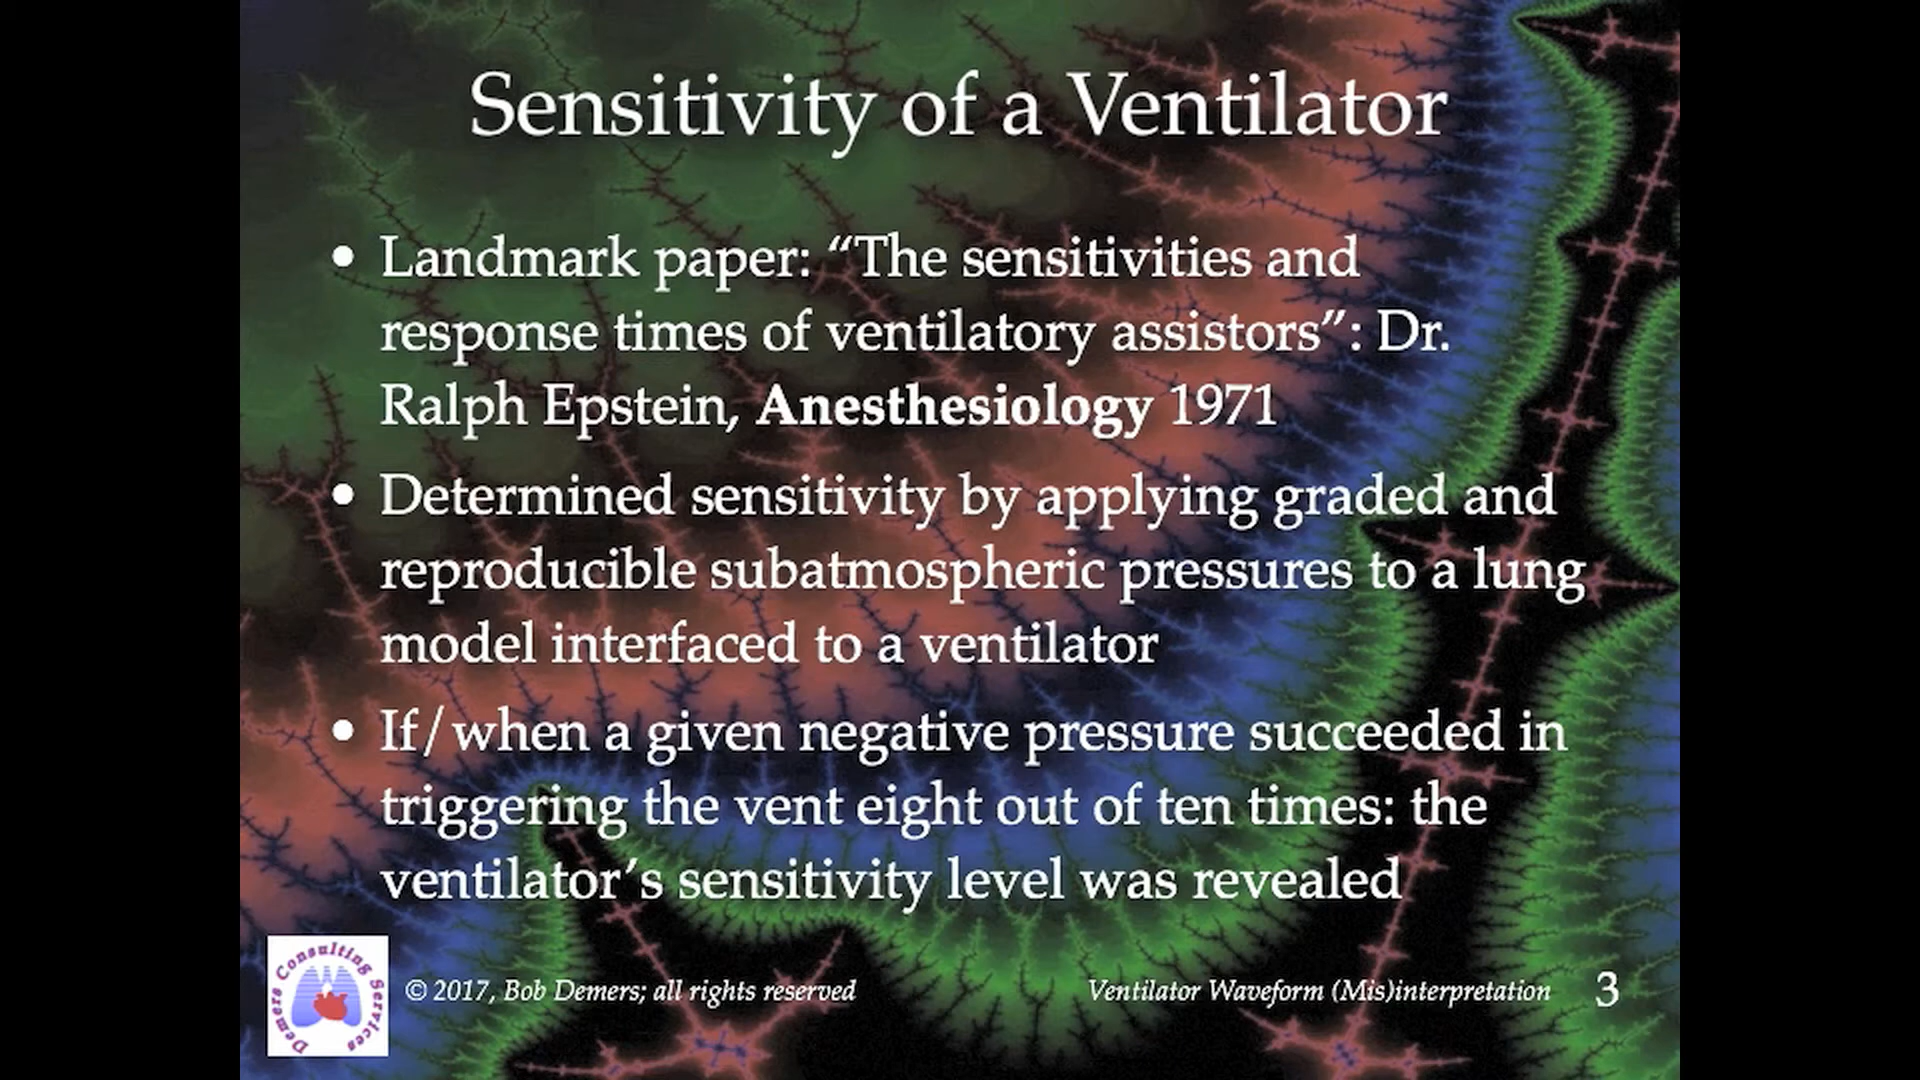 Sensitivity of a Ventilator
• Landmark paper: “The sensitivities and
response times of ventilatory assistors”: Dr.
Ralph Epstein, Anesthesiology 1971
• Determined sensitivity by applying graded and
reproducible subatmospheric pressures to a lung
model interfaced to a ventilator
• If/when a given negative pressure succeeded in
triggering the vent eight out of ten times: the
ventilator’s sensitivity level was revealed
Demers Consulting Services
© 2017, Bob Demers; all rights reserved
Ventilator Waveform (Mis)interpretation
3